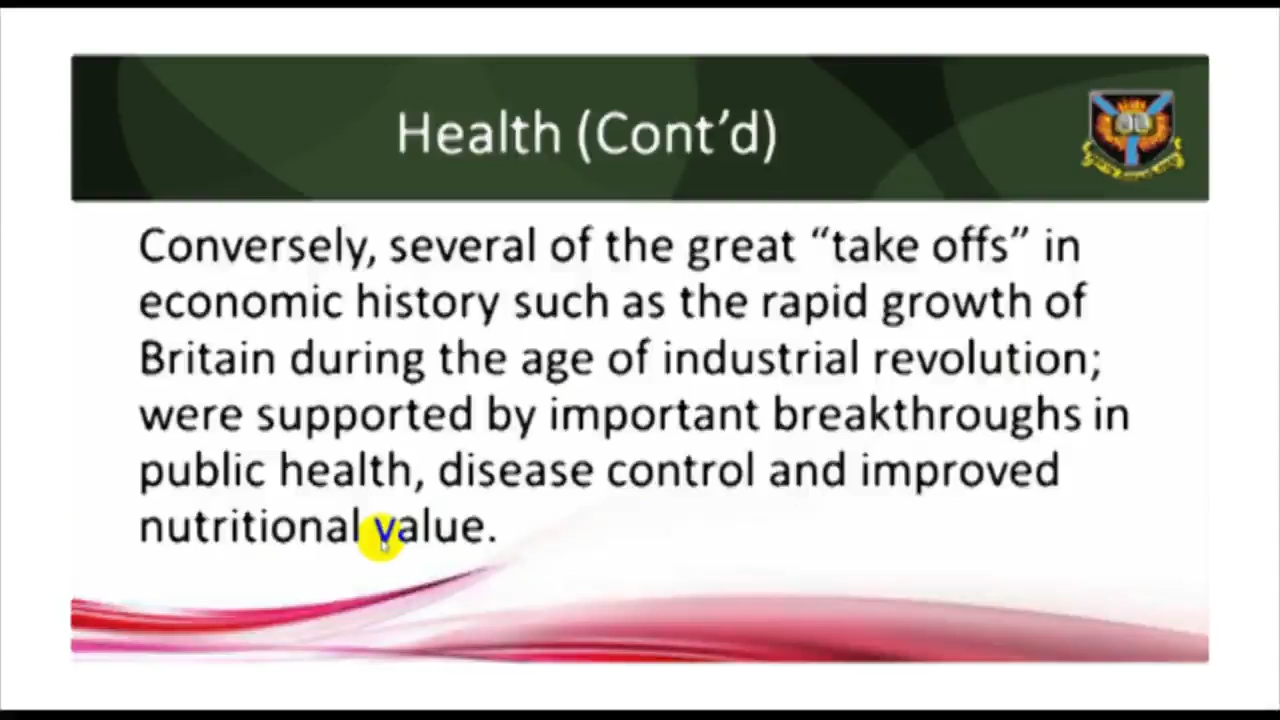 Health (Cont’d)
Conversely, several of the great “take offs” in
economic history such as the rapid growth of
Britain during the age of industrial revolution;
were supported by important breakthroughs in
public health, disease control and improved
nutritional value.